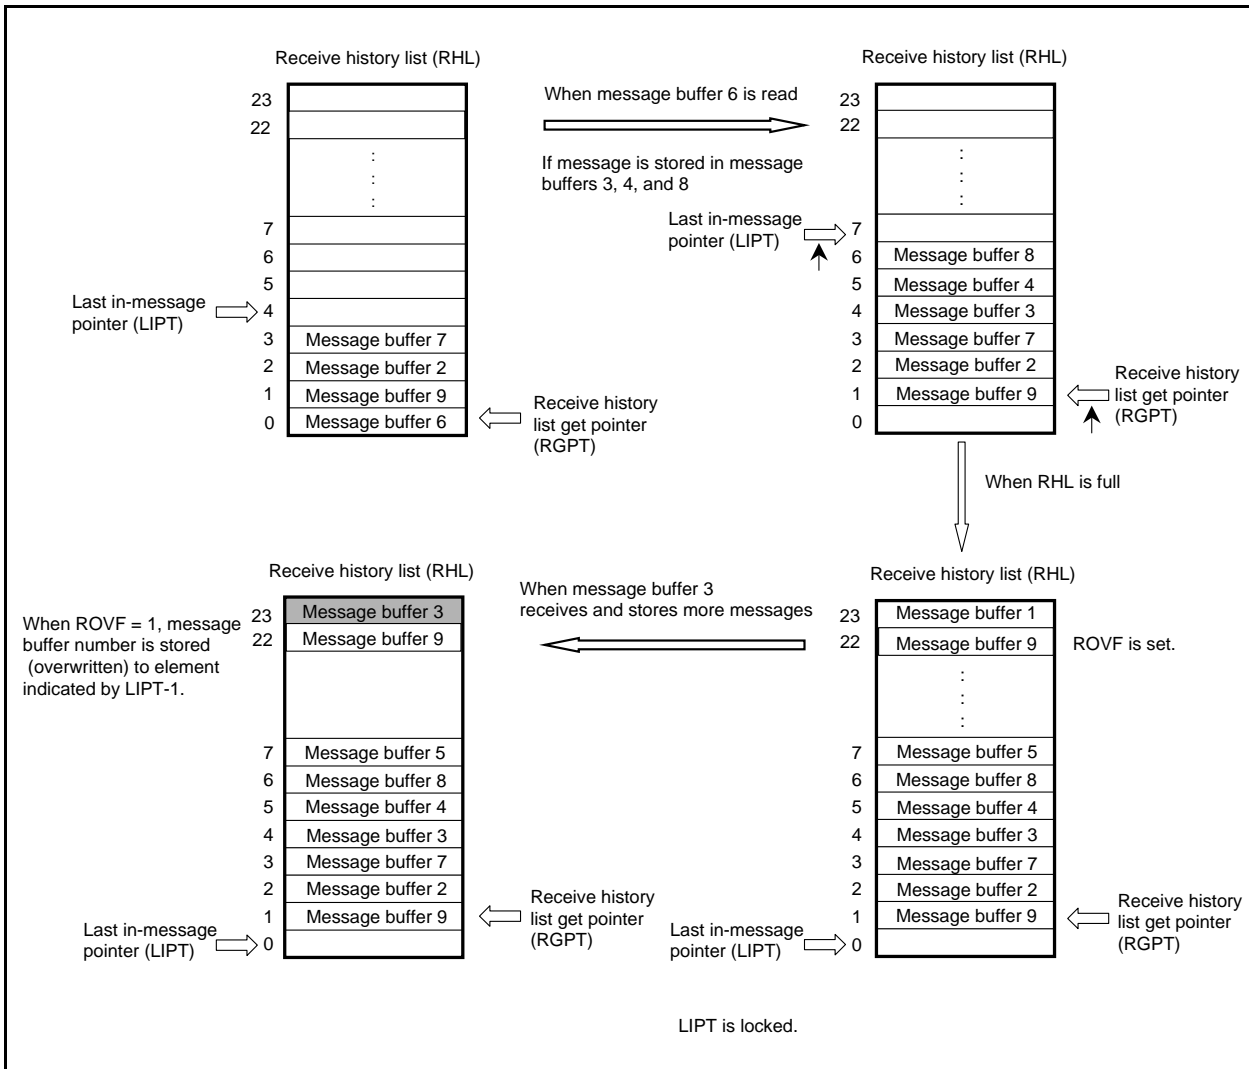 Receive history list (RHL)
23
22
:
:
:
7
6
5
4
3 Message buffer 7
2 Message buffer 2
1 Message buffer 9
0 Message buffer 6
Last in-message
pointer (LIPT)
Receive history
list get pointer
(RGPT)
When message buffer 6 is read
If message is stored in message
buffers 3, 4, and 8
Receive history list (RHL)
23
22
:
:
:
7
6 Message buffer 8
5 Message buffer 4
4 Message buffer 3
3 Message buffer 7
2 Message buffer 2
1 Message buffer 9
0
Last in-message
pointer (LIPT)
Receive history
list get pointer
(RGPT)
When RHL is full
Receive history list (RHL)
23 Message buffer 1
22 Message buffer 9
:
:
:
7 Message buffer 5
6 Message buffer 8
5 Message buffer 4
4 Message buffer 3
3 Message buffer 7
2 Message buffer 2
1 Message buffer 9
0
ROVF is set.
Last in-message
pointer (LIPT)
Receive history
list get pointer
(RGPT)
LIPT is locked.
When message buffer 3
receives and stores more messages
Receive history list (RHL)
23 Message buffer 3
22 Message buffer 9
7 Message buffer 5
6 Message buffer 8
5 Message buffer 4
4 Message buffer 3
3 Message buffer 7
2 Message buffer 2
1 Message buffer 9
0
When ROVF = 1, message
buffer number is stored
(overwritten) to element
indicated by LIPT-1.
Last in-message
pointer (LIPT)
Receive history
list get pointer
(RGPT)